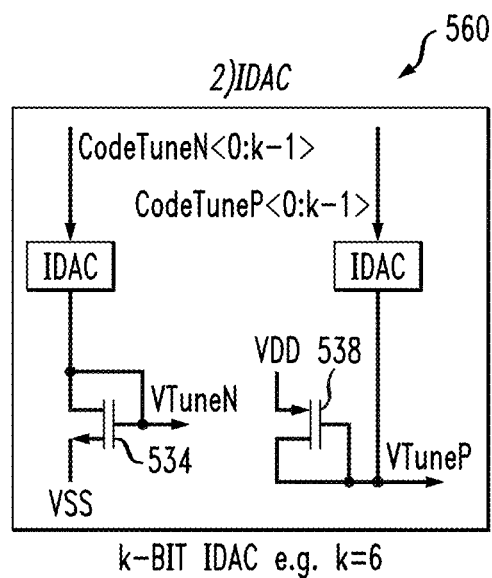 560
2)IDAC
CodeTuneN<0:k-1>
CodeTuneP<0:k-1>
IDAC
IDAC
VDD
538
VTuneN
534
VTuneP
VSS
k-BIT IDAC e.g. k=6